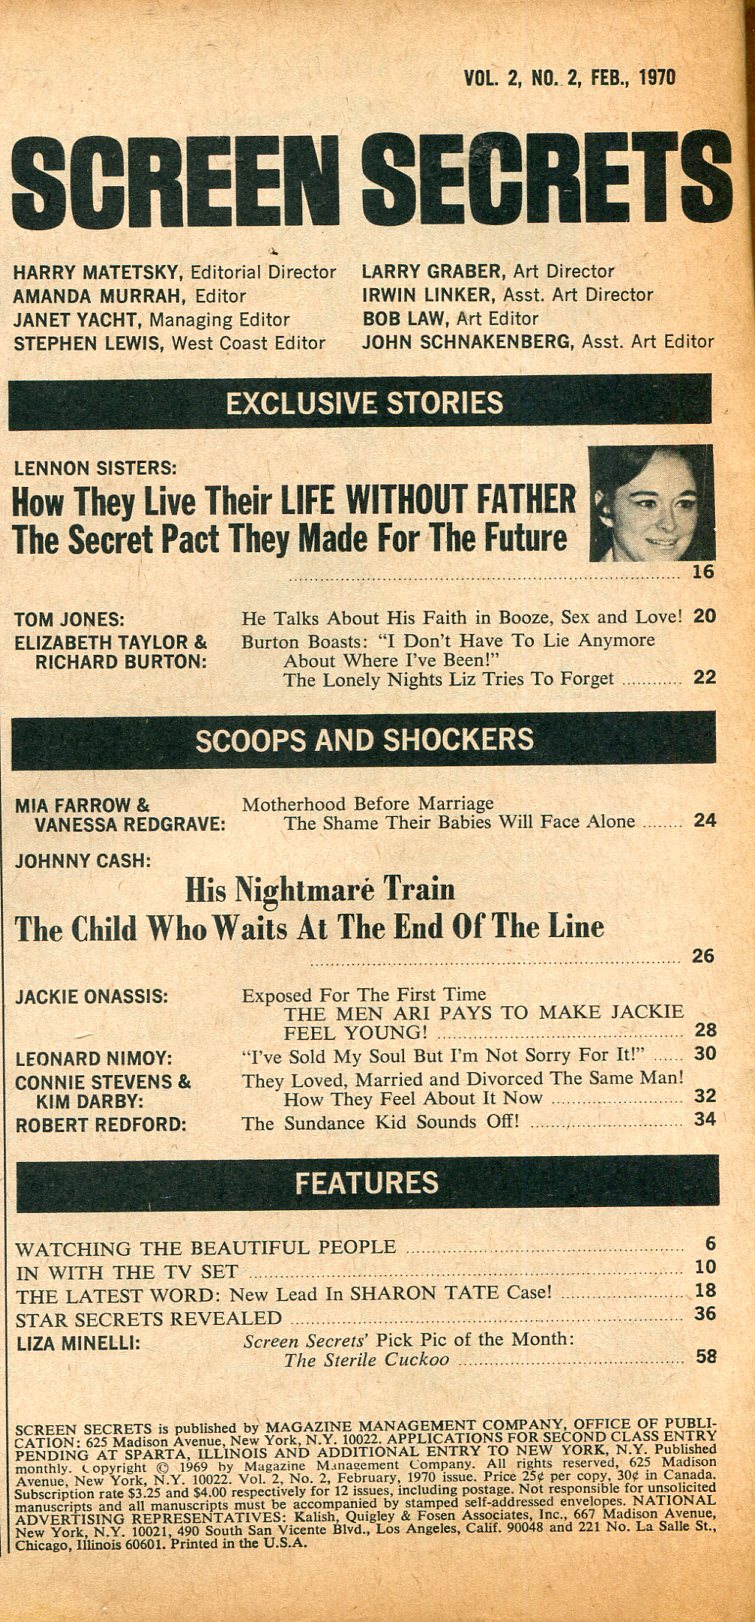 VOL. 2, NO. 2, FEB., 1970
SCREEN SECRETS
HARRY MATETSKY, Editorial Director
AMANDA MURRAH, Editor
JANET YACHT, Managing Editor
STEPHEN LEWIS, West Coast Editor
LARRY GRABER, Art Director
IRWIN LINKER, Asst. Art Director
BOB LAW, Art Editor
JOHN SCHNAKENBERG, Asst. Art Editor
EXCLUSIVE STORIES
LENNON SISTERS:
How They Live Their LIFE WITHOUT FATHER
The Secret Pact They Made For The Future
16
TOM JONES: He Talks About His Faith in Booze, Sex and Love! 20
ELIZABETH TAYLOR & Burton Boasts: “I Don't Have To Lie Anymore
RICHARD BURTON: About Where I've Been!”
The Lonely Nights Liz Tries To Forget 22
SCOOPS AND SHOCKERS
MIA FARROW & Motherhood Before Marriage
VANESSA REDGRAVE: The Shame Their Babies Will Face Alone 24
JOHNNY CASH:
His Nightmare Train
The Child Who Waits At The End Of The Line
26
JACKIE ONASSIS: Exposed For The First Time
THE MEN ARI PAYS TO MAKE JACKIE
FEEL YOUNG! 28
LEONARD NIMOY: “I've Sold My Soul But I'm Not Sorry For It!” 30
CONNIE STEVENS & They Loved, Married and Divorced The Same Man!
KIM DARBY: How They Feel About It Now 32
ROBERT REDFORD: The Sundance Kid Sounds Off! 34
FEATURES
WATCHING THE BEAUTIFUL PEOPLE 6
IN WITH THE TV SET 10
THE LATEST WORD: New Lead In SHARON TATE Case! 18
STAR SECRETS REVEALED 36
LIZA MINELLI: Screen Secrets' Pick Pic of the Month:
The Sterile Cuckoo 58
SCREEN SECRETS is published by MAGAZINE MANAGEMENT COMPANY, OFFICE OF PUBLI-
CATION: 625 Madison Avenue, New York, N.Y. 10022. APPLICATIONS FOR SECOND CLASS ENTRY
PENDING AT SPARTA, ILLINOIS AND ADDITIONAL ENTRY TO NEW YORK, N.Y. Published
monthly. Copyright © 1969 by Magazine Management Company. All rights reserved, 625 Madison
Avenue, New York, N.Y. 10022. Vol. 2, No. 2, February, 1970 issue. Price 25¢ per copy, 30¢ in Canada.
Subscription rate $3.25 and $4.00 respectively for 12 issues, including postage. Not responsible for unsolicited
manuscripts and all manuscripts must be accompanied by stamped self-addressed envelopes. NATIONAL
ADVERTISING REPRESENTATIVES: Kalish, Quigley & Fosen Associates, Inc., 667 Madison Avenue,
New York, N.Y. 10021, 490 South San Vicente Blvd., Los Angeles, Calif. 90048 and 221 No. La Salle St.,
Chicago, Illinois 60601. Printed in the U.S.A.